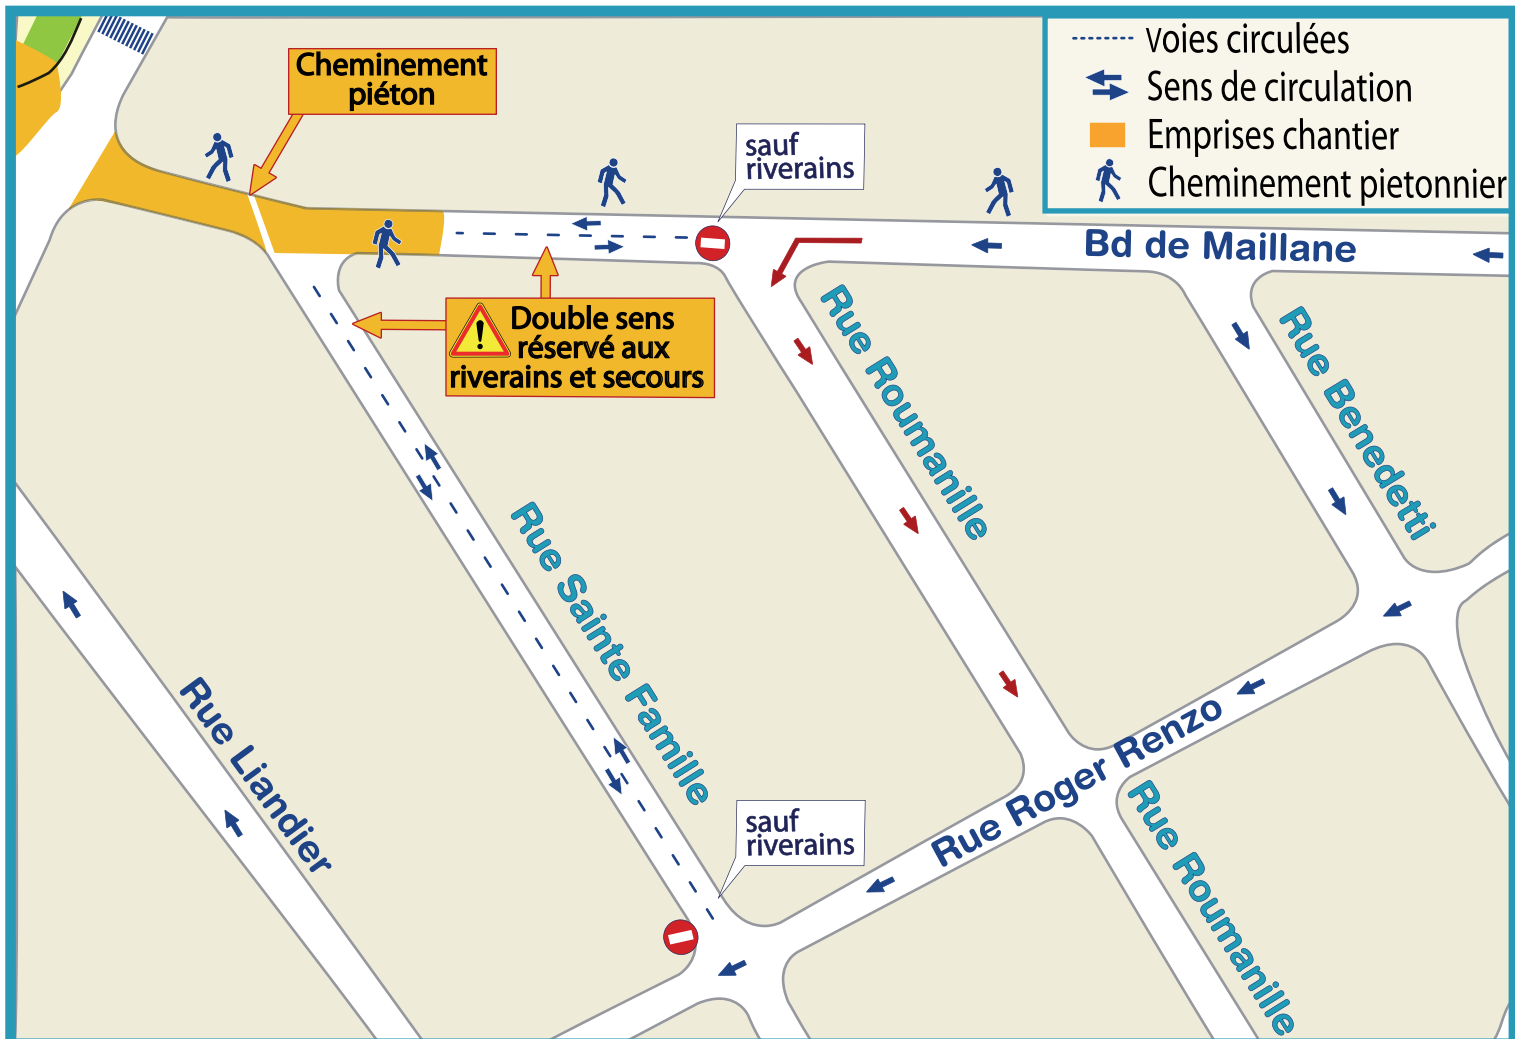 Voies circulées
Sens de circulation
Emprises chantier
Cheminement pietonnier
Cheminement
piéton
sauf
riverains
Bd de Maillane
Double sens
réservé aux
riverains et secours
Rue Roumanille
Rue Benedetti
Rue Sainte Famille
Rue Liandier
Rue Roger Renzo
sauf
riverains
Rue Roumanille